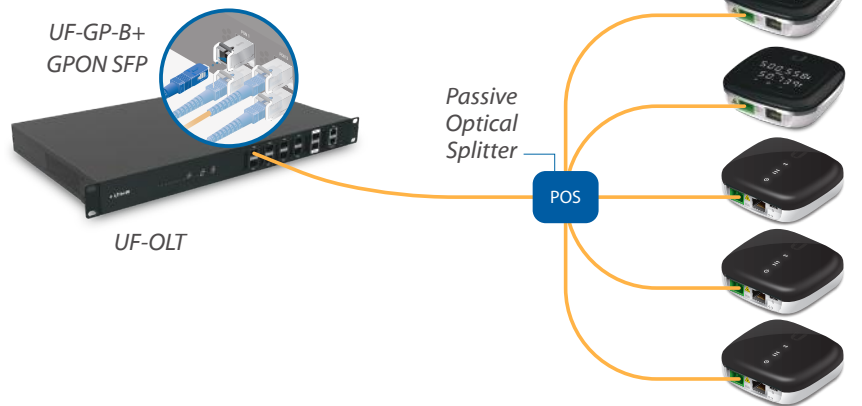 UF-GP-B+
GPON SFP
Passive
Optical
Splitter
POS
UF-OLT